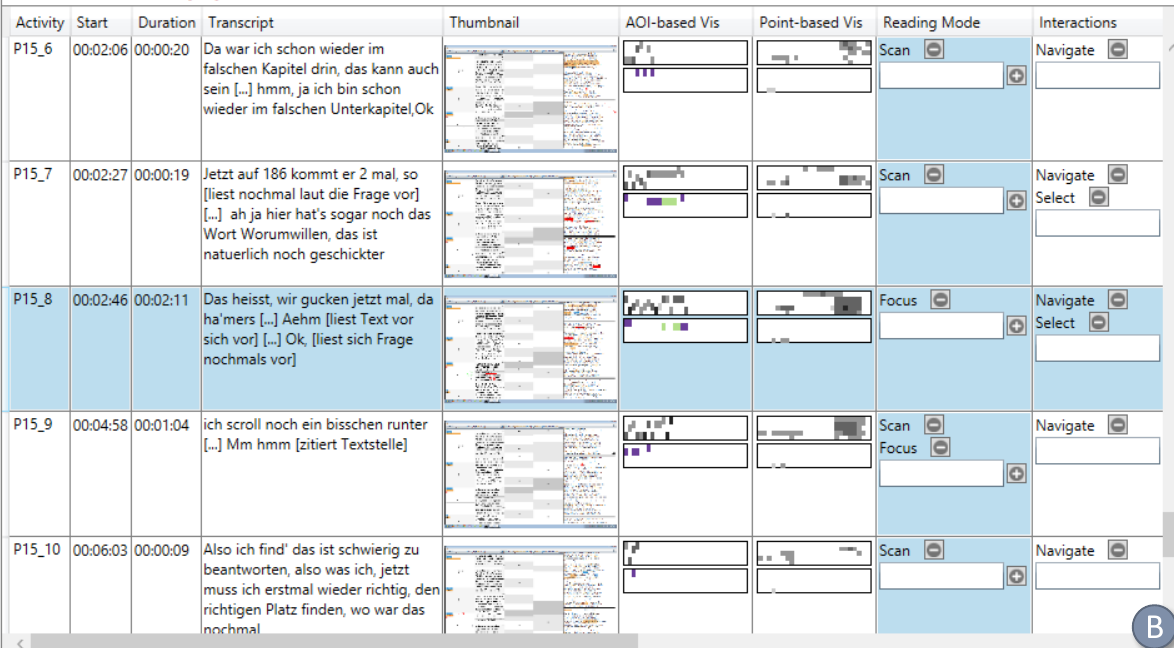 Activity Start Duration Transcript Thumbnail AOI-based Vis Point-based Vis Reading Mode Interactions
P15_6 00:02:06 00:00:20 Da war ich schon wieder im Scan Navigate
falschen Kapitel drin, das kann auch
sein [...] hmm, ja ich bin schon
wieder im falschen Unterkapitel,Ok
P15_7 00:02:27 00:00:19 Jetzt auf 186 kommt er 2 mal, so Scan Navigate
[liest nochmal laut die Frage vor] Select
[...] ah ja hier hat's sogar noch das
Wort Worumwillen, das ist
natuerlich noch geschickter
P15_8 00:02:46 00:02:11 Das heisst, wir gucken jetzt mal, da Focus Navigate
ha'mers [...] Aehm [liest Text vor Select
sich vor] [...] Ok, [liest sich Frage
nochmals vor]
P15_9 00:04:58 00:01:04 ich scroll noch ein bisschen runter Scan Navigate
[...] Mm hmm [zitiert Textstelle] Focus
P15_10 00:06:03 00:00:09 Also ich find' das ist schwierig zu Scan Navigate
beantworten, also was ich, jetzt
muss ich erstmal wieder richtig, den
richtigen Platz finden, wo war das
nochmal
B